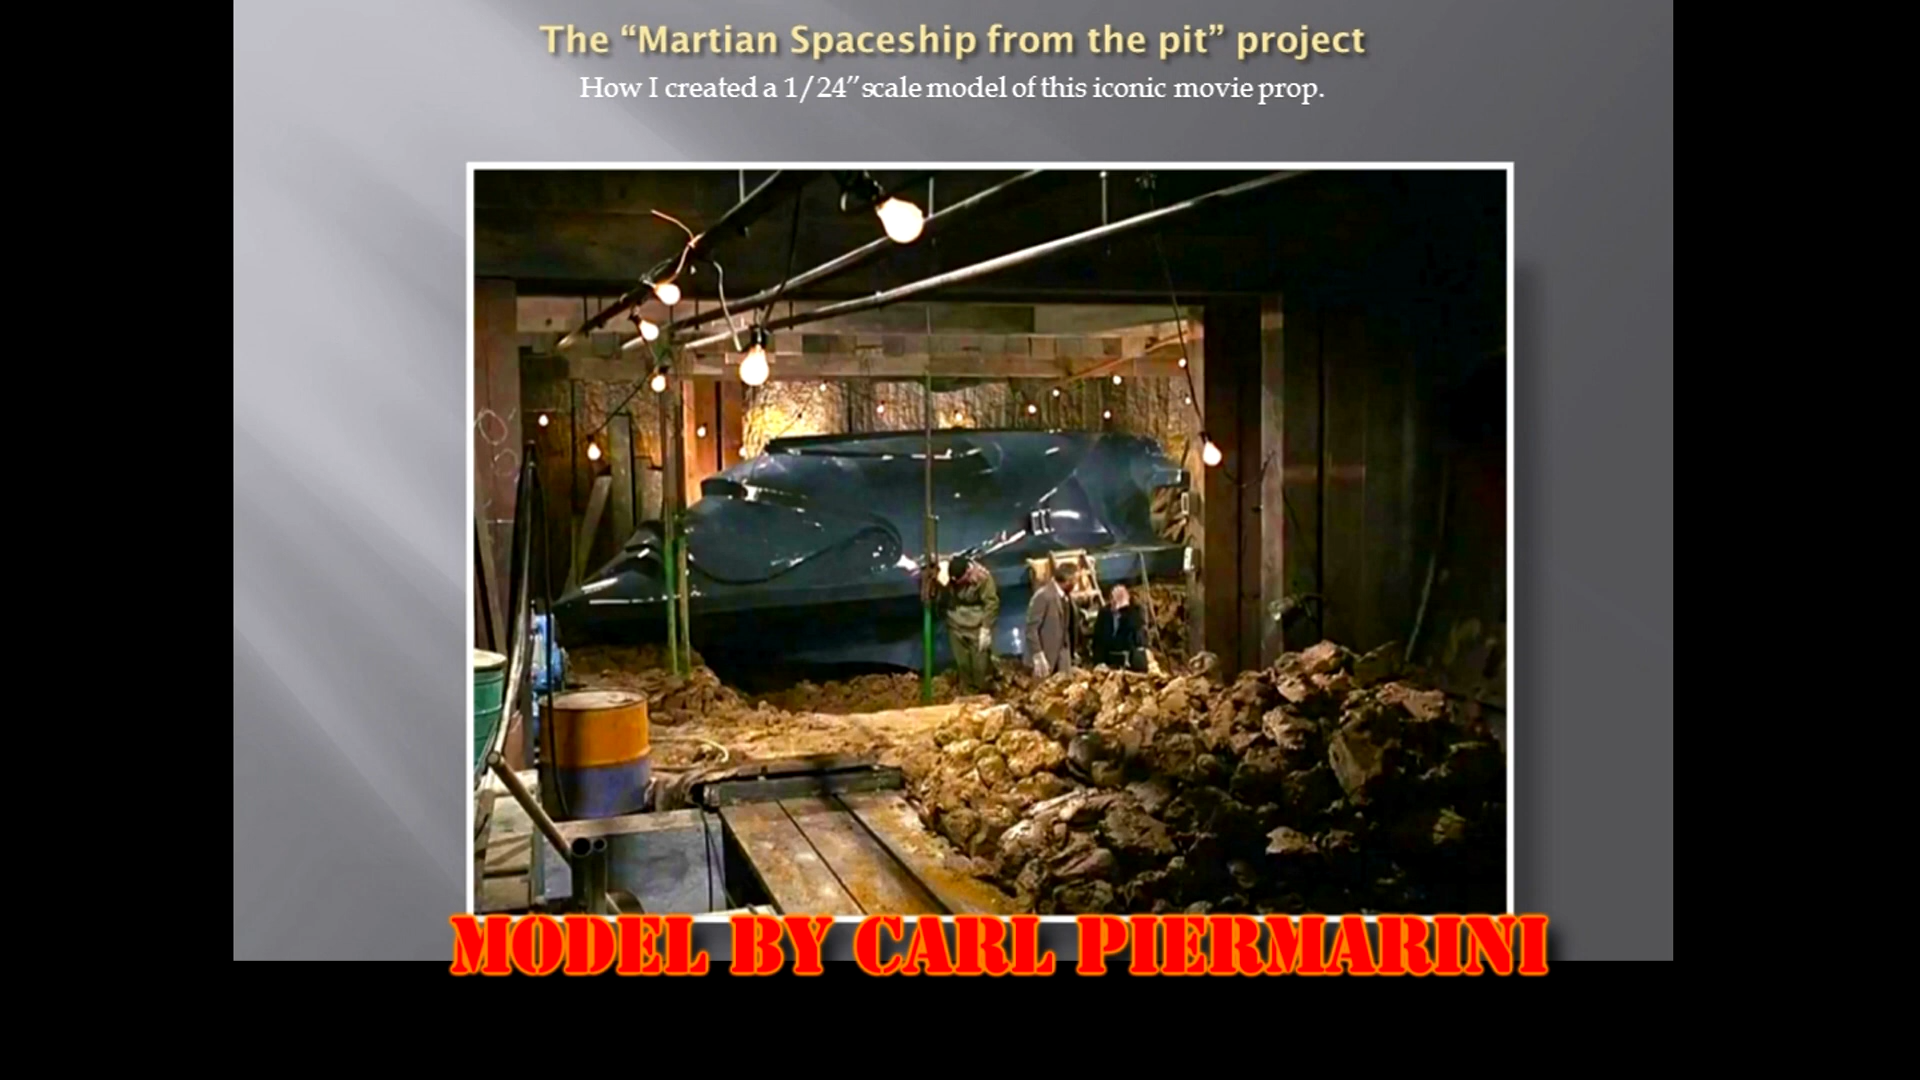 The “Martian Spaceship from the pit” project
How I created a 1/24″ scale model of this iconic movie prop.
MODEL BY CARL PIERMARINI